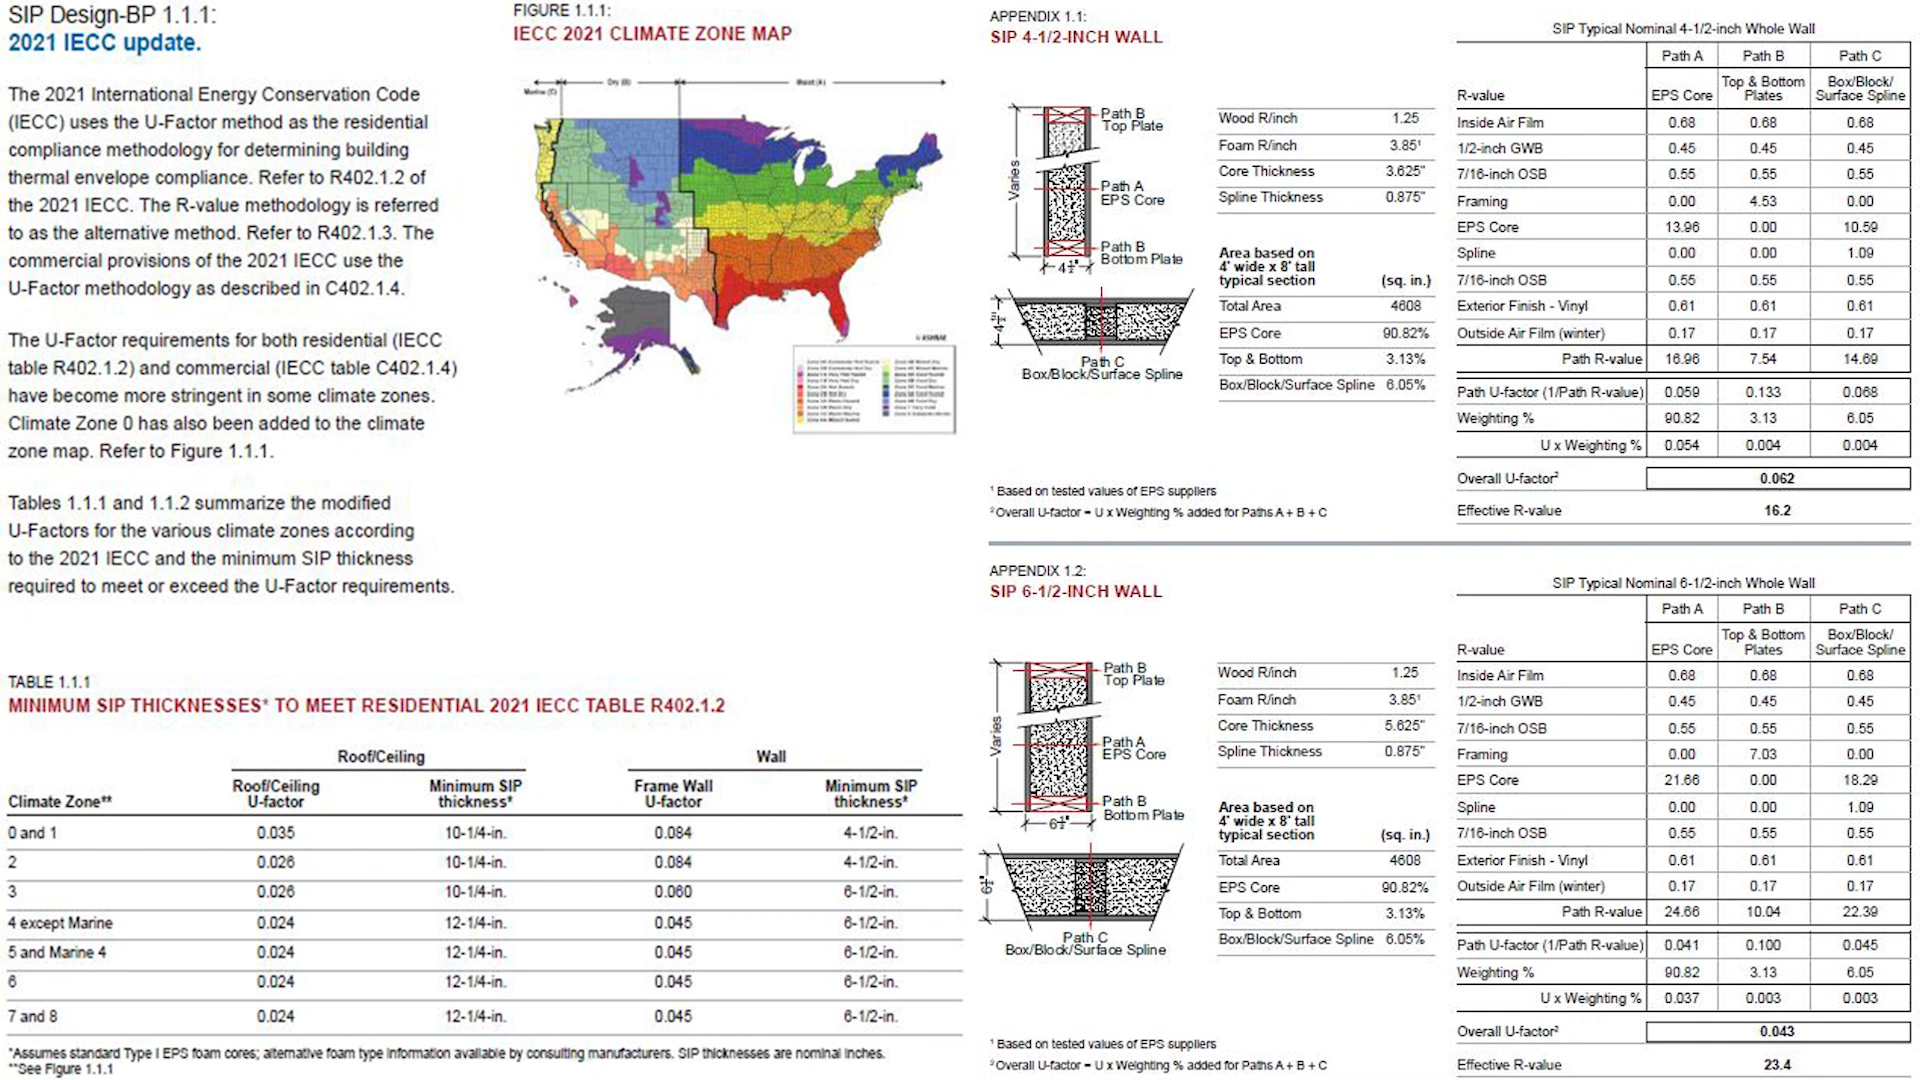 SIP Design-BP 1.1.1:
2021 IECC update.
The 2021 International Energy Conservation Code
(IECC) uses the U-Factor method as the residential
compliance methodology for determining building
thermal envelope compliance. Refer to R402.1.2 of
the 2021 IECC. The R-value methodology is referred
to as the alternative method. Refer to R402.1.3. The
commercial provisions of the 2021 IECC use the
U-Factor methodology as described in C402.1.4.
The U-Factor requirements for both residential (IECC
table R402.1.2) and commercial (IECC table C402.1.4)
have become more stringent in some climate zones.
Climate Zone 0 has also been added to the climate
zone map. Refer to Figure 1.1.1.
Tables 1.1.1 and 1.1.2 summarize the modified
U-Factors for the various climate zones according
to the 2021 IECC and the minimum SIP thickness
required to meet or exceed the U-Factor requirements.
FIGURE 1.1.1:
IECC 2021 CLIMATE ZONE MAP
Marine (C)
Dry (B)
Moist (A)
© ASHRAE
TABLE 1.1.1
MINIMUM SIP THICKNESSES* TO MEET RESIDENTIAL 2021 IECC TABLE R402.1.2
Roof/Ceiling Wall
Climate Zone** Roof/Ceiling U-factor Minimum SIP thickness* Frame Wall U-factor Minimum SIP thickness*
0 and 1 0.035 10-1/4-in. 0.084 4-1/2-in.
2 0.026 10-1/4-in. 0.084 4-1/2-in.
3 0.026 10-1/4-in. 0.060 6-1/2-in.
4 except Marine 0.024 12-1/4-in. 0.045 6-1/2-in.
5 and Marine 4 0.024 12-1/4-in. 0.045 6-1/2-in.
6 0.024 12-1/4-in. 0.045 6-1/2-in.
7 and 8 0.024 12-1/4-in. 0.045 6-1/2-in.
*Assumes standard Type I EPS foam cores; alternative foam type information available by consulting manufacturers. SIP thicknesses are nominal inches.
**See Figure 1.1.1
APPENDIX 1.1:
SIP 4-1/2-INCH WALL
Path B
Top Plate
Varies
Path A
EPS Core
Path B
Bottom Plate
4½"
4½"
Path C
Box/Block/Surface Spline
Wood R/inch 1.25
Foam R/inch 3.85¹
Core Thickness 3.625"
Spline Thickness 0.875"
Area based on
4' wide x 8' tall
typical section (sq. in.)
Total Area 4608
EPS Core 90.82%
Top & Bottom 3.13%
Box/Block/Surface Spline 6.05%
¹ Based on tested values of EPS suppliers
² Overall U-factor = U x Weighting % added for Paths A + B + C
SIP Typical Nominal 4-1/2-inch Whole Wall
Path A Path B Path C
R-value EPS Core Top & Bottom Plates Box/Block/ Surface Spline
Inside Air Film 0.68 0.68 0.68
1/2-inch GWB 0.45 0.45 0.45
7/16-inch OSB 0.55 0.55 0.55
Framing 0.00 4.53 0.00
EPS Core 13.96 0.00 10.59
Spline 0.00 0.00 1.09
7/16-inch OSB 0.55 0.55 0.55
Exterior Finish - Vinyl 0.61 0.61 0.61
Outside Air Film (winter) 0.17 0.17 0.17
Path R-value 16.96 7.54 14.69
Path U-factor (1/Path R-value) 0.059 0.133 0.068
Weighting % 90.82 3.13 6.05
U x Weighting % 0.054 0.004 0.004
Overall U-factor² 0.062
Effective R-value 16.2
APPENDIX 1.2:
SIP 6-1/2-INCH WALL
Path B
Top Plate
Varies
Path A
EPS Core
Path B
Bottom Plate
6½"
6½"
Path C
Box/Block/Surface Spline
Wood R/inch 1.25
Foam R/inch 3.85¹
Core Thickness 5.625"
Spline Thickness 0.875"
Area based on
4' wide x 8' tall
typical section (sq. in.)
Total Area 4608
EPS Core 90.82%
Top & Bottom 3.13%
Box/Block/Surface Spline 6.05%
¹ Based on tested values of EPS suppliers
² Overall U-factor = U x Weighting % added for Paths A + B + C
SIP Typical Nominal 6-1/2-inch Whole Wall
Path A Path B Path C
R-value EPS Core Top & Bottom Plates Box/Block/ Surface Spline
Inside Air Film 0.68 0.68 0.68
1/2-inch GWB 0.45 0.45 0.45
7/16-inch OSB 0.55 0.55 0.55
Framing 0.00 7.03 0.00
EPS Core 21.66 0.00 18.29
Spline 0.00 0.00 1.09
7/16-inch OSB 0.55 0.55 0.55
Exterior Finish - Vinyl 0.61 0.61 0.61
Outside Air Film (winter) 0.17 0.17 0.17
Path R-value 24.66 10.04 22.39
Path U-factor (1/Path R-value) 0.041 0.100 0.045
Weighting % 90.82 3.13 6.05
U x Weighting % 0.037 0.003 0.003
Overall U-factor² 0.043
Effective R-value 23.4